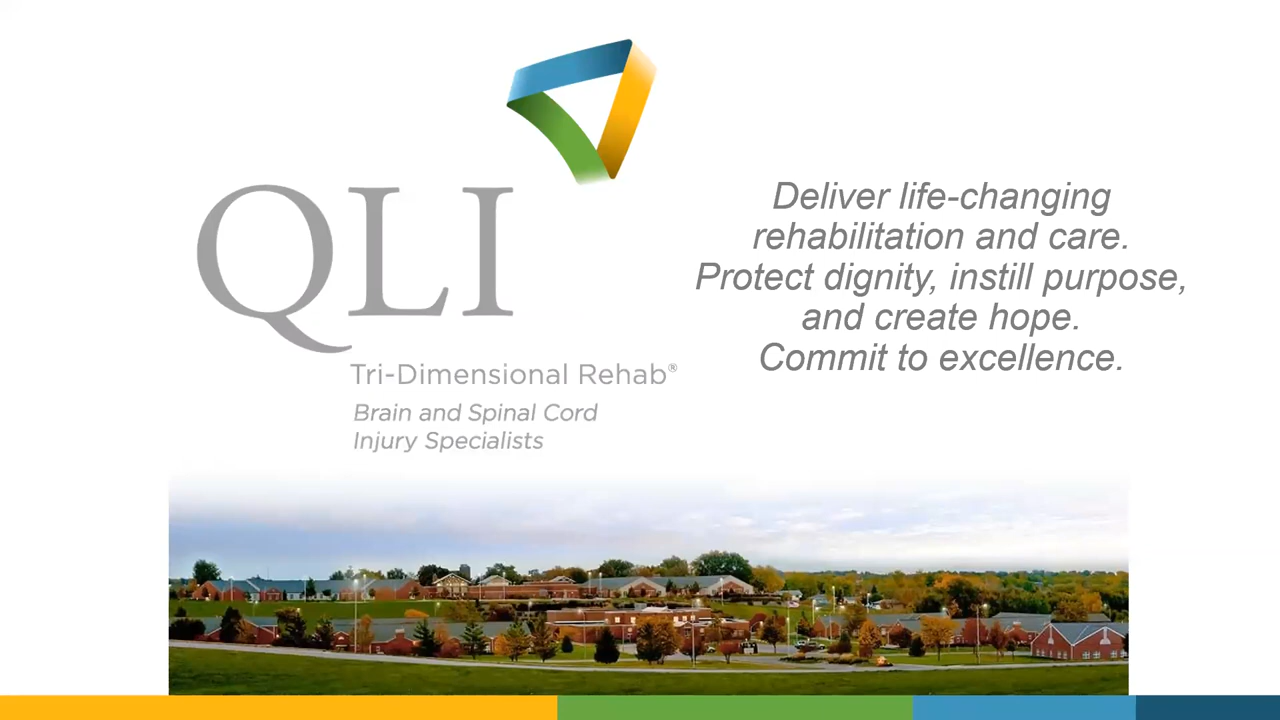 QLI
Tri-Dimensional Rehab®
Brain and Spinal Cord
Injury Specialists
Deliver life-changing
rehabilitation and care.
Protect dignity, instill purpose,
and create hope.
Commit to excellence.